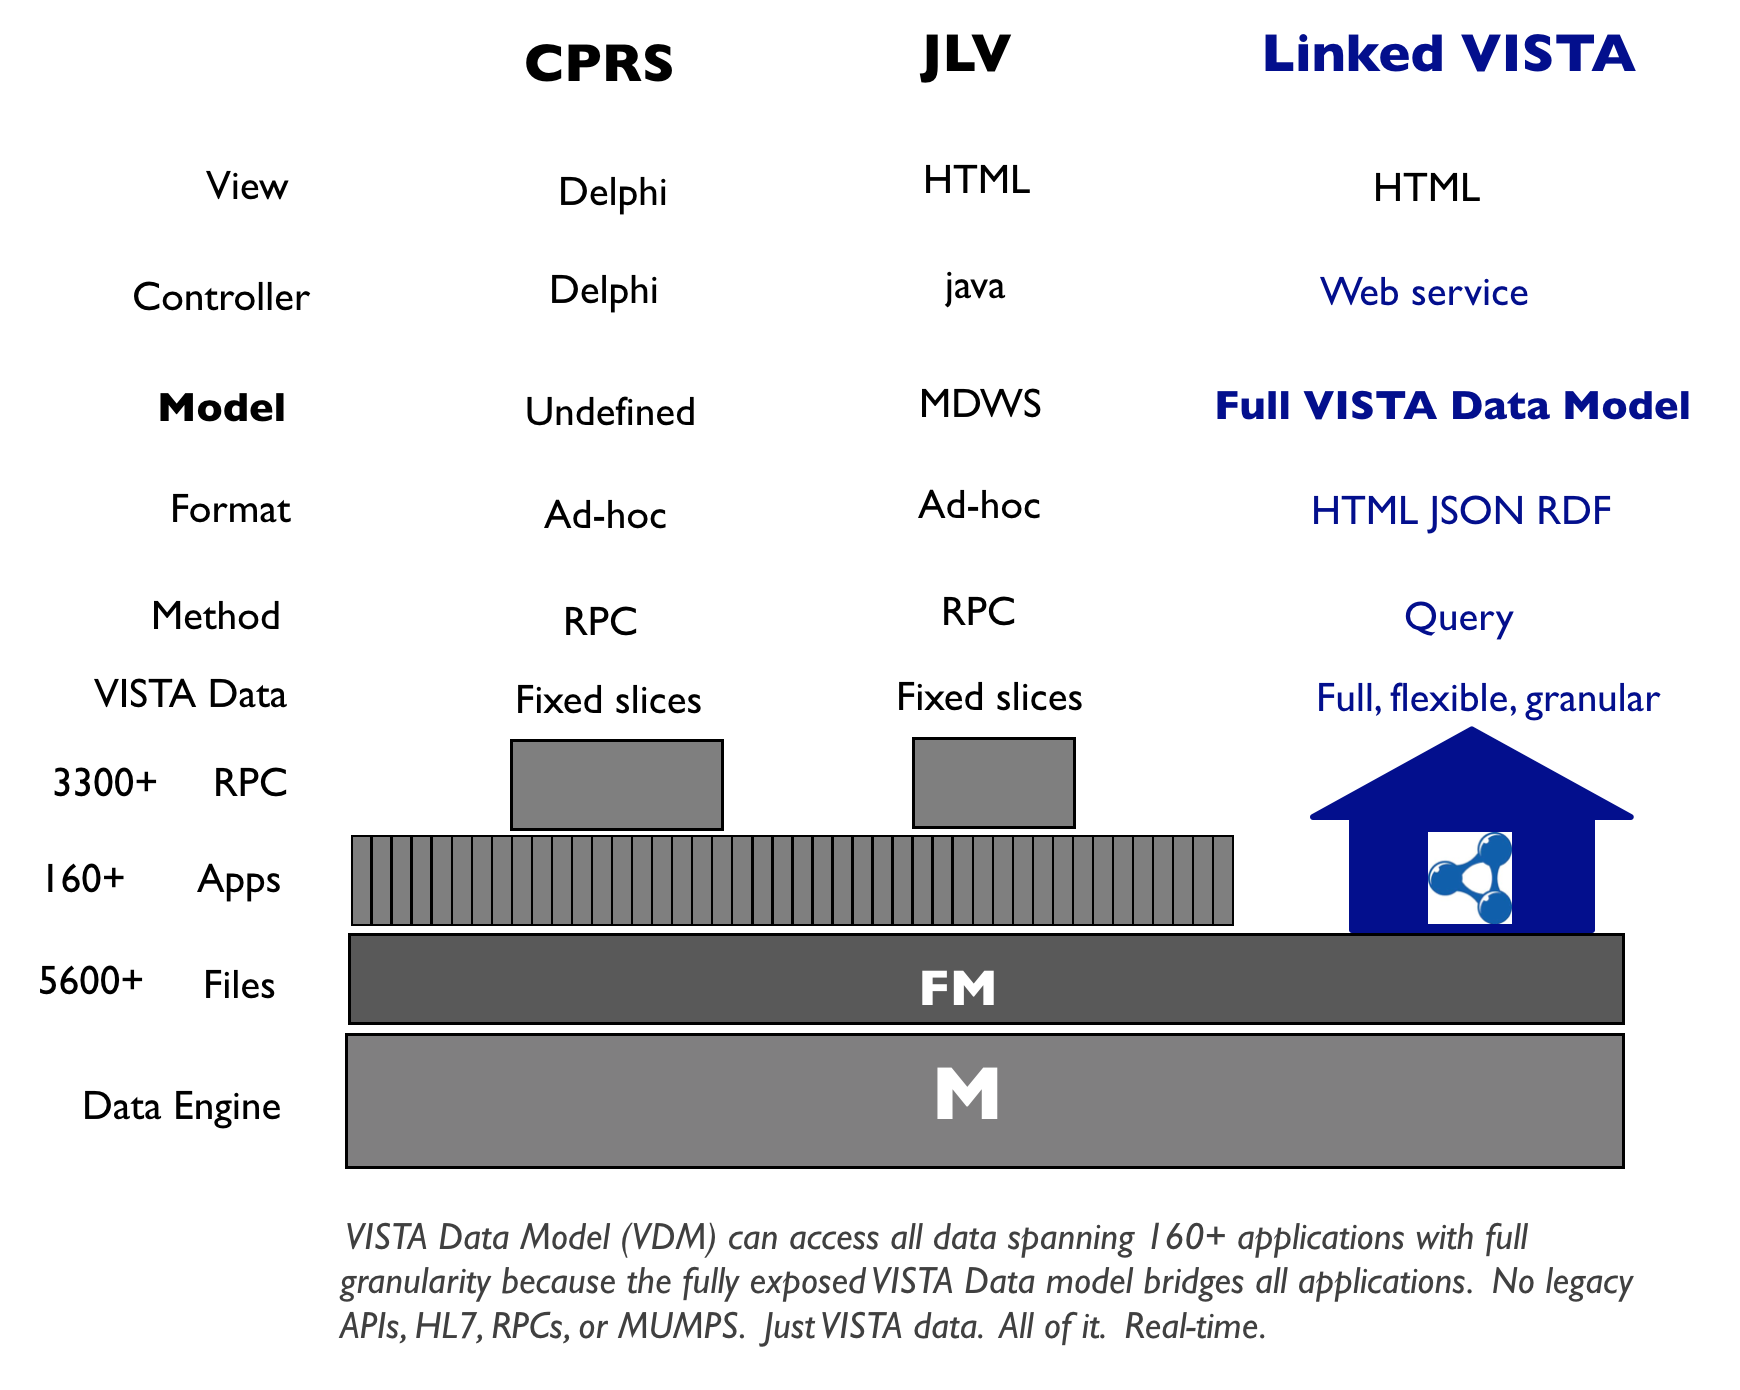 CPRS JLV Linked VISTA
View Delphi HTML HTML
Controller Delphi java Web service
Model Undefined MDWS Full VISTA Data Model
Format Ad-hoc Ad-hoc HTML JSON RDF
Method RPC RPC Query
VISTA Data Fixed slices Fixed slices Full, flexible, granular
3300+ RPC
160+ Apps
5600+ Files FM
Data Engine M
VISTA Data Model (VDM) can access all data spanning 160+ applications with full
granularity because the fully exposed VISTA Data model bridges all applications. No legacy
APIs, HL7, RPCs, or MUMPS. Just VISTA data. All of it. Real-time.